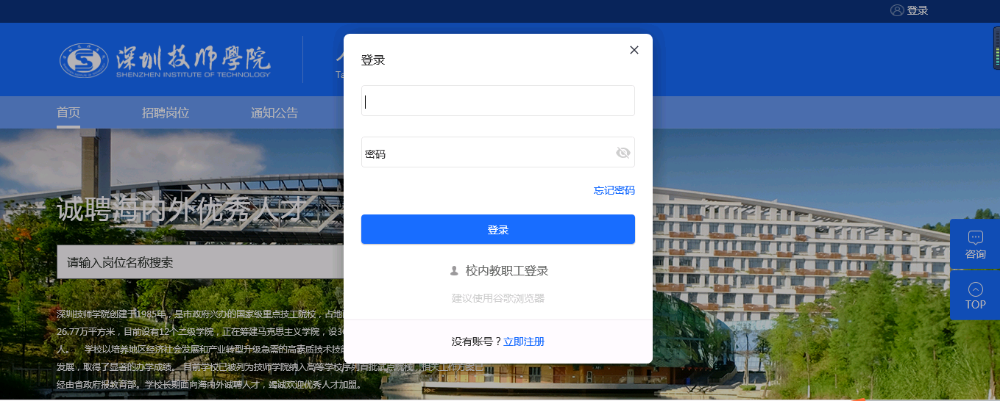 登录
深圳技师學院
SHENZHEN INSTITUTE OF TECHNOLOGY
Ta
首页
招聘岗位
通知公告
诚聘海内外优秀人才
请输入岗位名称搜索
深圳技师学院创建于1985年，是市政府兴办的国家级重点技工院校，占地
26.77万平方米，目前设有12个二级学院，正在筹建马克思主义学院，设3
人。 学校以培养地区经济社会发展和产业转型升级急需的高素质技术技
发展，取得了显著的办学成绩。 目前学校已被列为技师学院纳入高等学校序列首批试点院校，相关工作方案已
经由省政府报教育部。学校长期面向海内外诚聘人才，竭诚欢迎优秀人才加盟。
登录
密码
忘记密码
登录
校内教职工登录
建议使用谷歌浏览器
没有账号？立即注册
咨询
TOP